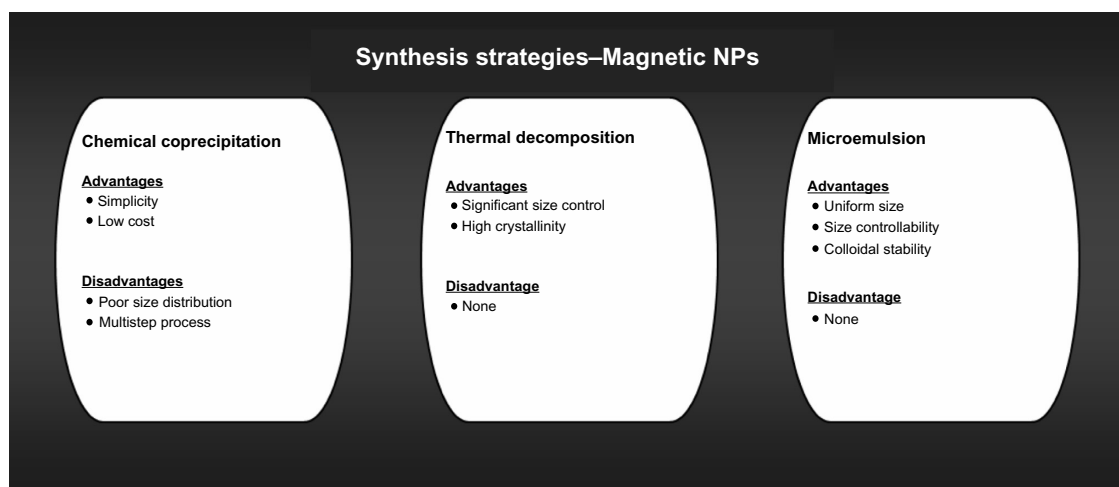 Synthesis strategies–Magnetic NPs
Chemical coprecipitation
Advantages
• Simplicity
• Low cost
Disadvantages
• Poor size distribution
• Multistep process
Thermal decomposition
Advantages
• Significant size control
• High crystallinity
Disadvantage
• None
Microemulsion
Advantages
• Uniform size
• Size controllability
• Colloidal stability
Disadvantage
• None